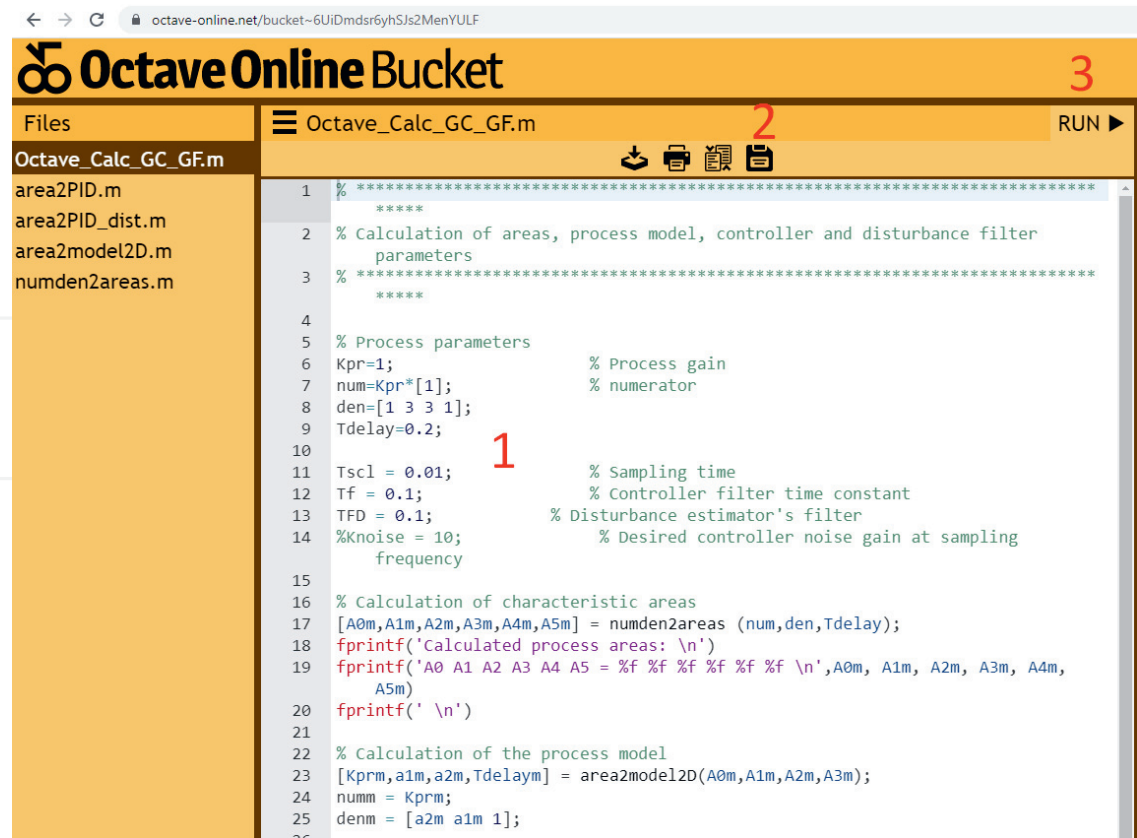 octave-online.net/bucket~6UiDmdsr6yhSJs2MenYULF
Octave Online Bucket
3
Files
Octave_Calc_GC_GF.m
2
RUN
Octave_Calc_GC_GF.m
area2PID.m
area2PID_dist.m
area2model2D.m
numden2areas.m
1 % ***************************************************************************
*****
2 % Calculation of areas, process model, controller and disturbance filter
parameters
3 % ***************************************************************************
*****
4
5 % Process parameters
6 Kpr=1; % Process gain
7 num=Kpr*[1]; % numerator
8 den=[1 3 3 1];
9 Tdelay=0.2;
1
10
11 Tscl = 0.01; % Sampling time
12 Tf = 0.1; % Controller filter time constant
13 TFD = 0.1; % Disturbance estimator's filter
14 %Knoise = 10; % Desired controller noise gain at sampling
frequency
15
16 % Calculation of characteristic areas
17 [A0m,A1m,A2m,A3m,A4m,A5m] = numden2areas (num,den,Tdelay);
18 fprintf('Calculated process areas: \n')
19 fprintf('A0 A1 A2 A3 A4 A5 = %f %f %f %f %f %f \n',A0m, A1m, A2m, A3m, A4m,
A5m)
20 fprintf(' \n')
21
22 % Calculation of the process model
23 [Kprm,a1m,a2m,Tdelaym] = area2model2D(A0m,A1m,A2m,A3m);
24 numm = Kprm;
25 denm = [a2m a1m 1];